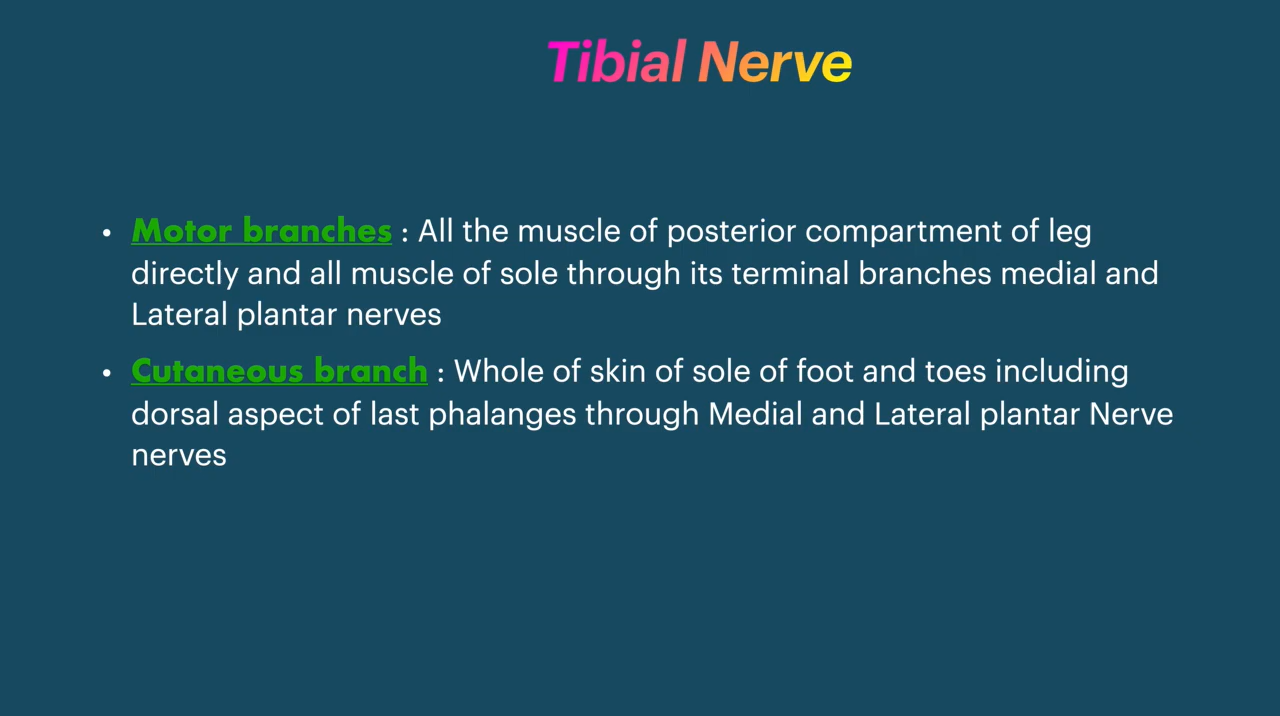 Tibial Nerve
• Motor branches : All the muscle of posterior compartment of leg
directly and all muscle of sole through its terminal branches medial and
Lateral plantar nerves
• Cutaneous branch : Whole of skin of sole of foot and toes including
dorsal aspect of last phalanges through Medial and Lateral plantar Nerve
nerves